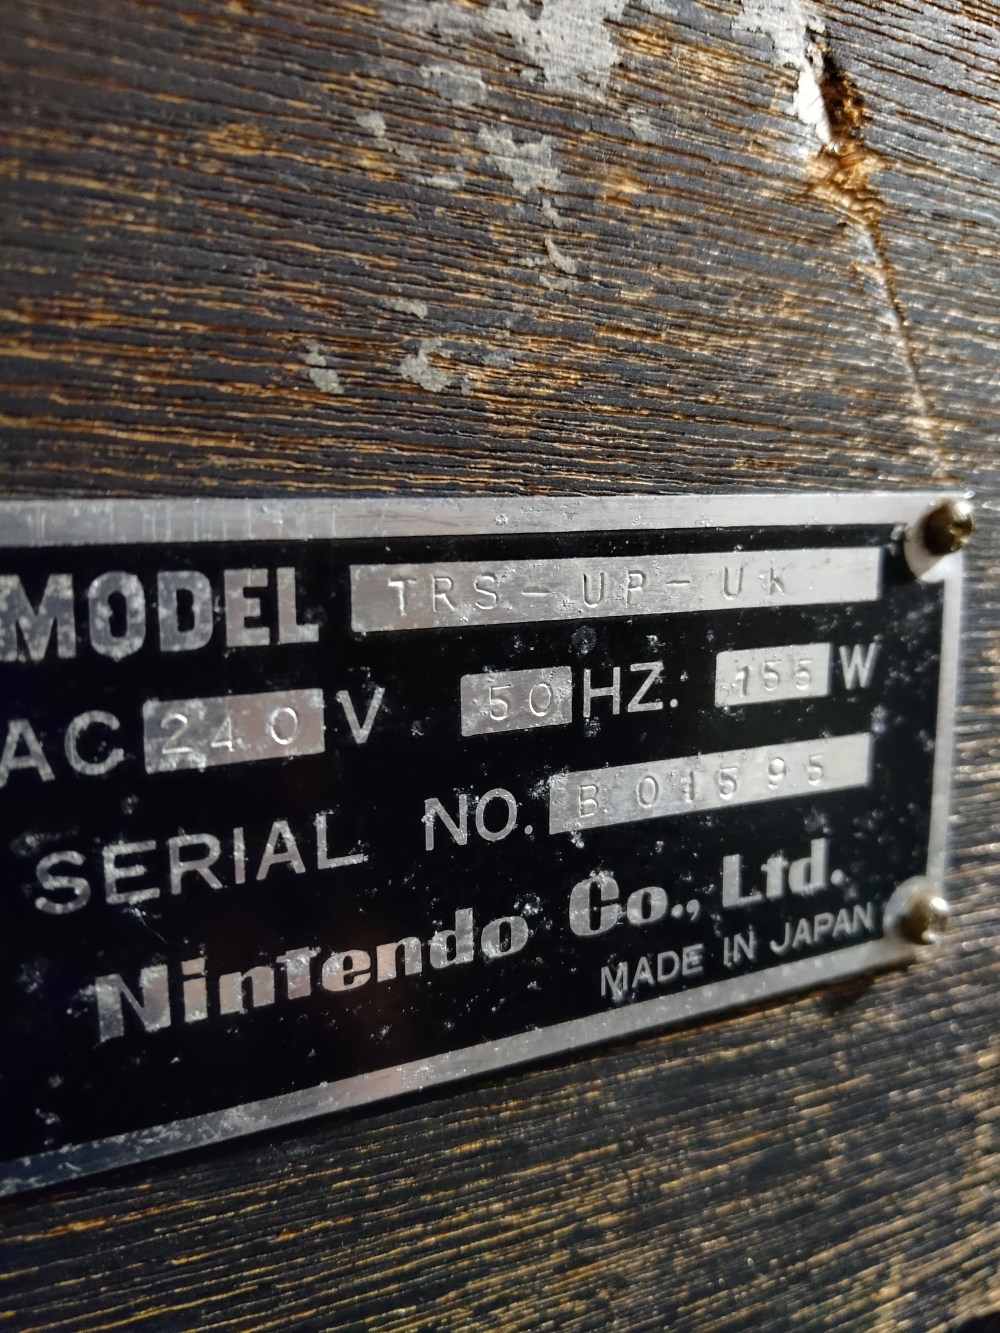 MODEL TRS-UP-UK
AC 240 V 50 HZ. 155 W
SERIAL NO. B 01595
Nintendo Co., Ltd.
MADE IN JAPAN